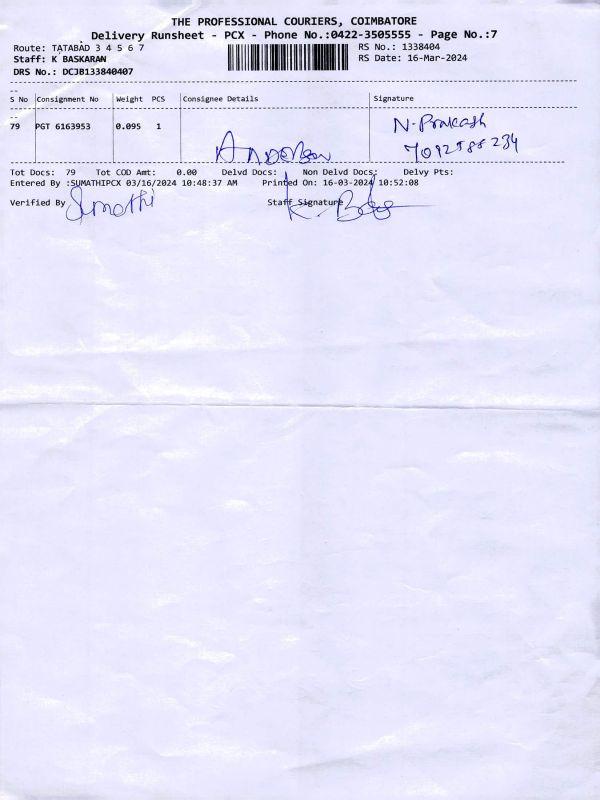 THE PROFESSIONAL COURIERS, COIMBATORE
Delivery Runsheet - PCX - Phone No.:0422-3505555 - Page No.:7
Route: TATABAD 3 4 5 6 7
RS No.: 1338404
Staff: K BASKARAN
RS Date: 16-Mar-2024
DRS No.: DCJB133840407
S No Consignment No Weight PCS Consignee Details Signature
79 PGT 6163953 0.095 1 N. Prakash
Anderson 7092588234
Tot Docs: 79 Tot COD Amt: 0.00 Delvd Docs: Non Delvd Docs: Delvy Pts:
Entered By :SUMATHIPCX 03/16/2024 10:48:37 AM Printed On: 16-03-2024 10:52:08
Verified By Sumathi Staff Signature